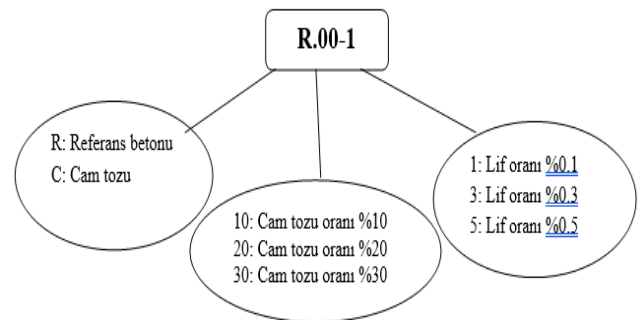 R.00-1
R: Referans betonu
C: Cam tozu
10: Cam tozu oranı %10
20: Cam tozu oranı %20
30: Cam tozu oranı %30
1: Lif oranı %0.1
3: Lif oranı %0.3
5: Lif oranı %0.5